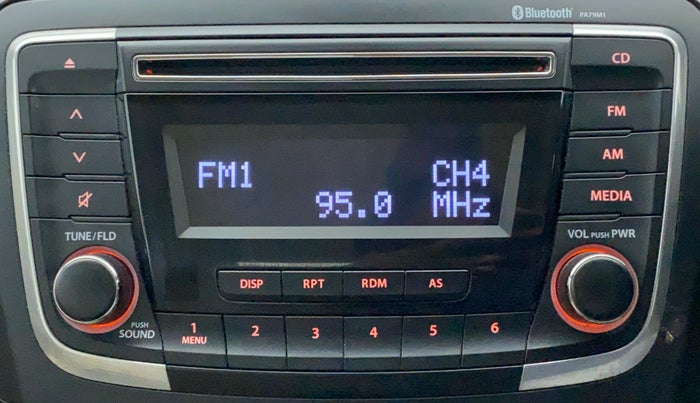 Bluetooth PA79M1
CD
FM
AM
MEDIA
FM1 CH4
95.0 MHz
TUNE/FLD
VOL PUSH PWR
DISP RPT RDM AS
PUSH
SOUND
1 2 3 4 5 6
MENU